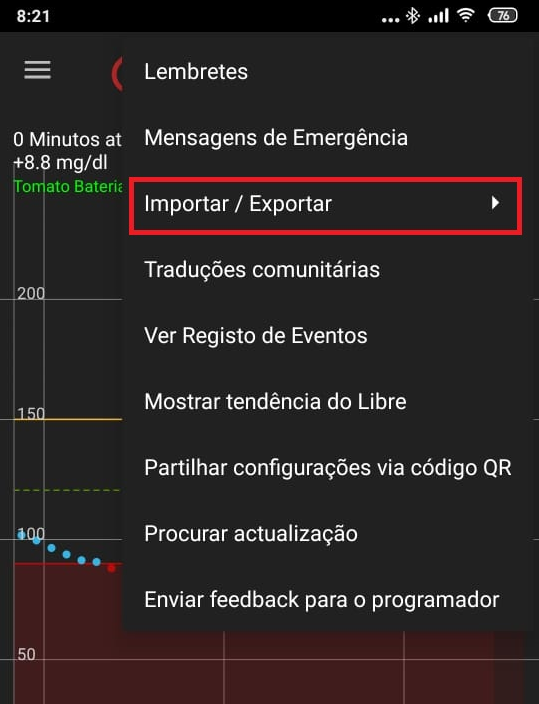 8:21
76
Lembretes
0 Minutos at
+8.8 mg/dl
Tomato Bateria
Mensagens de Emergência
Importar / Exportar
Traduções comunitárias
Ver Registo de Eventos
Mostrar tendência do Libre
Partilhar configurações via código QR
Procurar actualização
Enviar feedback para o programador
200
150
100
50